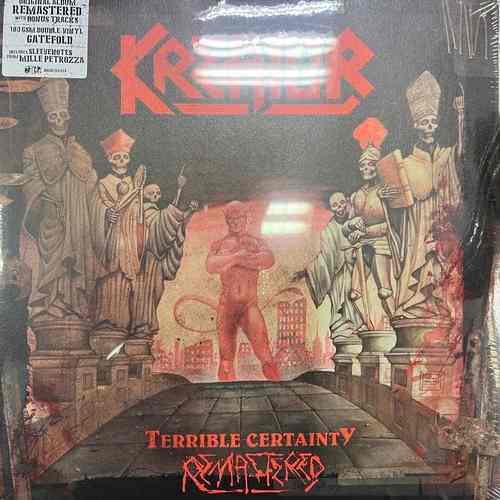 ORIGINAL ALBUM
REMASTERED
WITH BONUS TRACKS
180 GSM DOUBLE VINYL
GATEFOLD
INCLUDES SLEEVENOTES
FROM MILLE PETROZZA
KREATOR
TERRIBLE CERTAINTY
REMASTERED